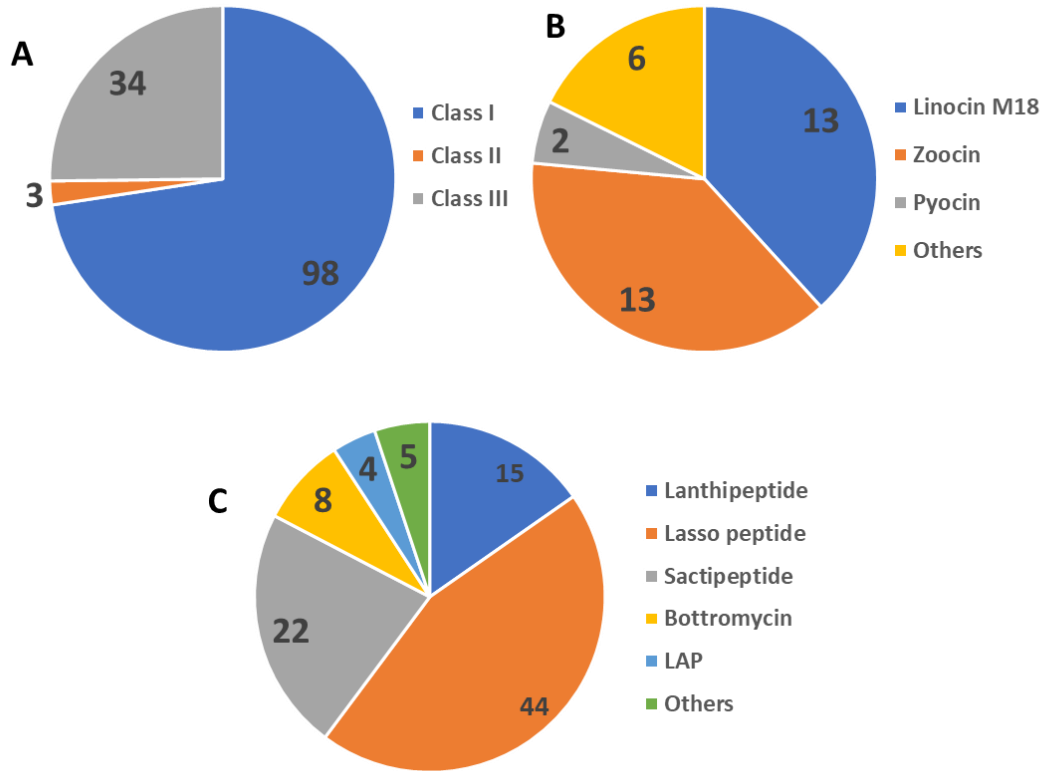 A
34
3
98
Class I
Class II
Class III
B
6
2
13
13
Linocin M18
Zoocin
Pyocin
Others
C
5
4
8
15
22
44
Lanthipeptide
Lasso peptide
Sactipeptide
Bottromycin
LAP
Others